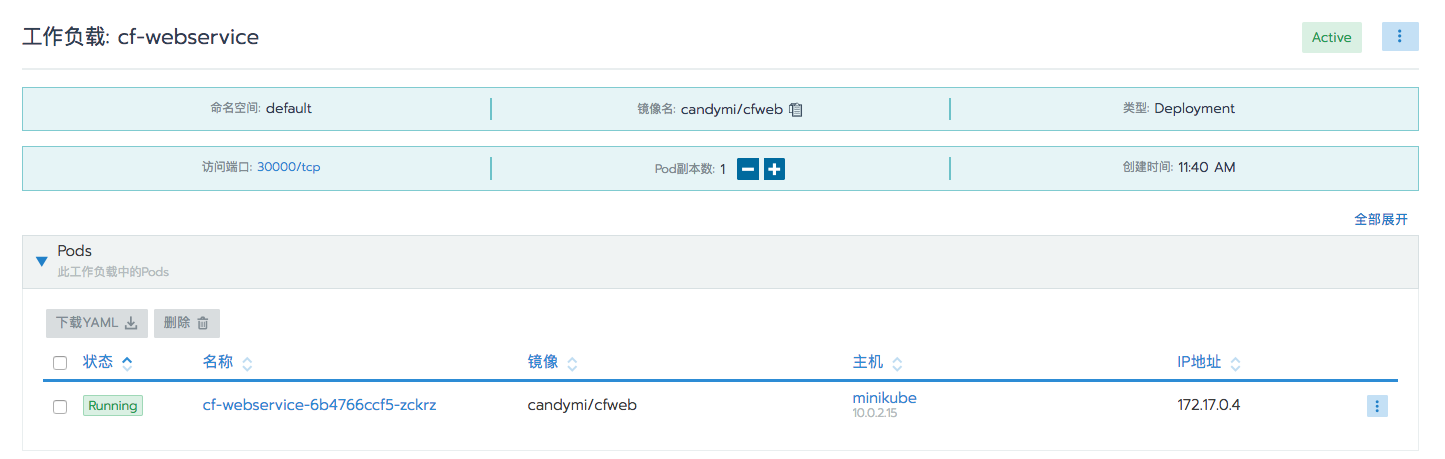 工作负载: cf-webservice
Active
命名空间: default
镜像名: candymi/cfweb
类型: Deployment
访问端口: 30000/tcp
Pod副本数: 1
创建时间: 11:40 AM
全部展开
Pods
此工作负载中的Pods
下载YAML
删除
状态 名称 镜像 主机 IP地址
Running cf-webservice-6b4766ccf5-zckrz candymi/cfweb minikube 172.17.0.4
10.0.2.15